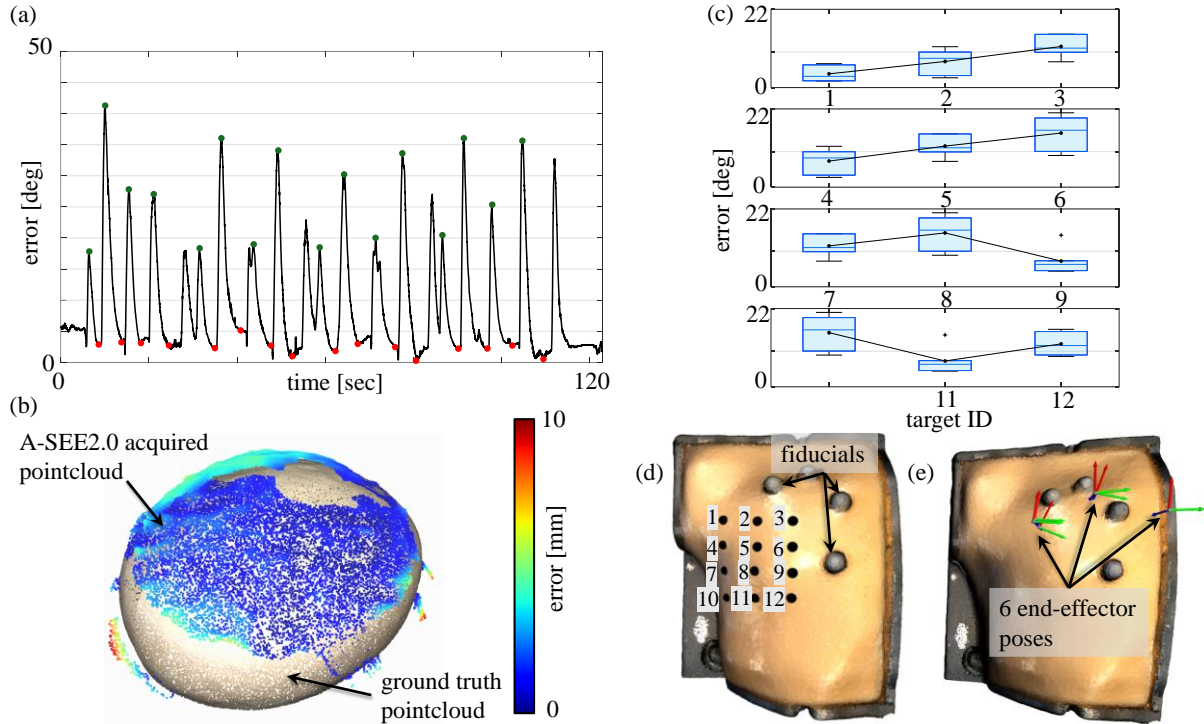 (a)
50
error [deg]
0
0
time [sec]
120
(b)
A-SEE2.0 acquired
pointcloud
ground truth
pointcloud
10
error [mm]
0
(c)
22
0
1
2
3
22
0
4
5
6
error [deg]
22
0
7
8
9
22
0
11
12
target ID
(d)
fiducials
1 2 3
4 5 6
7 8 9
10 11 12
(e)
6 end-effector
poses